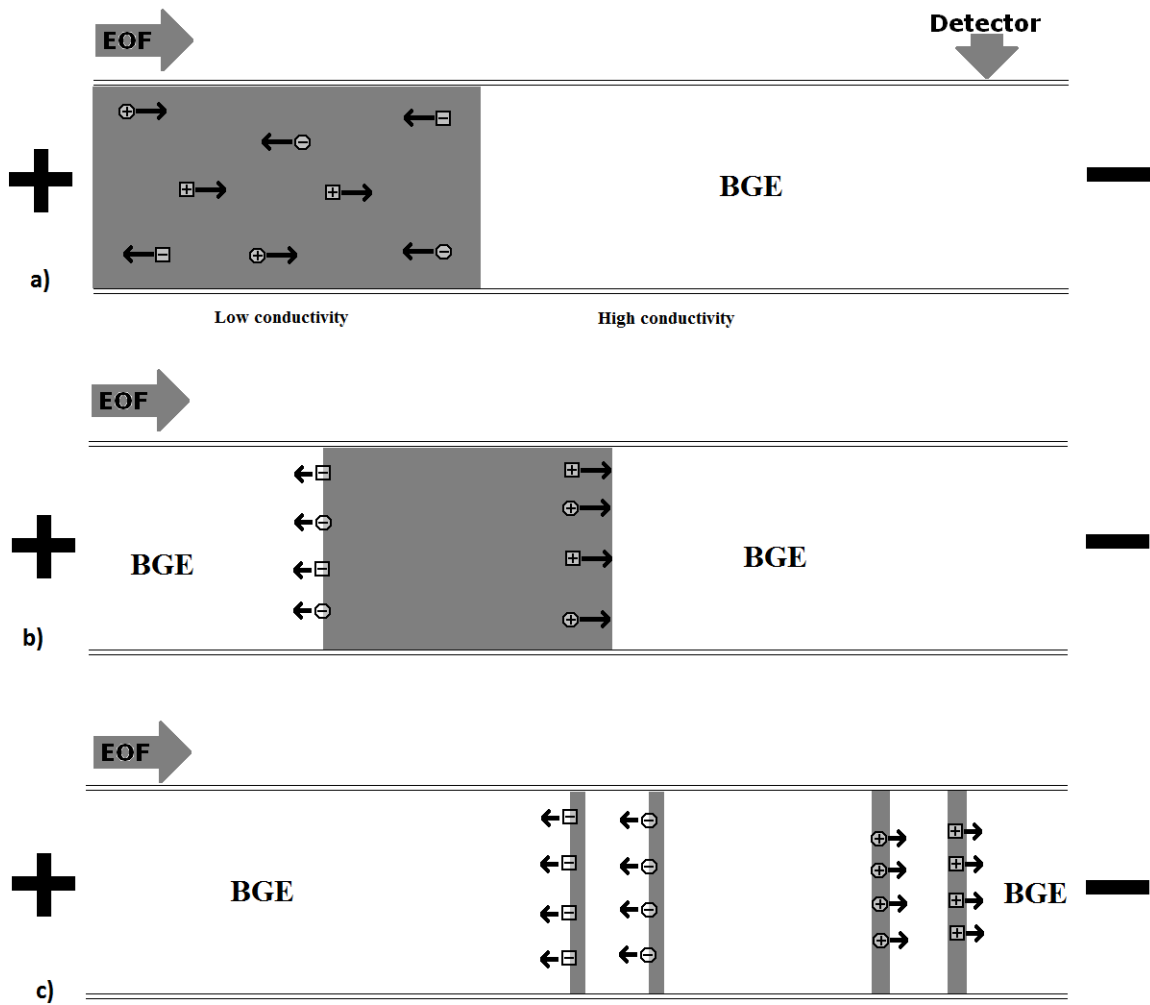 EOF
Detector
BGE
a)
Low conductivity
High conductivity
EOF
BGE
BGE
b)
EOF
BGE
BGE
c)